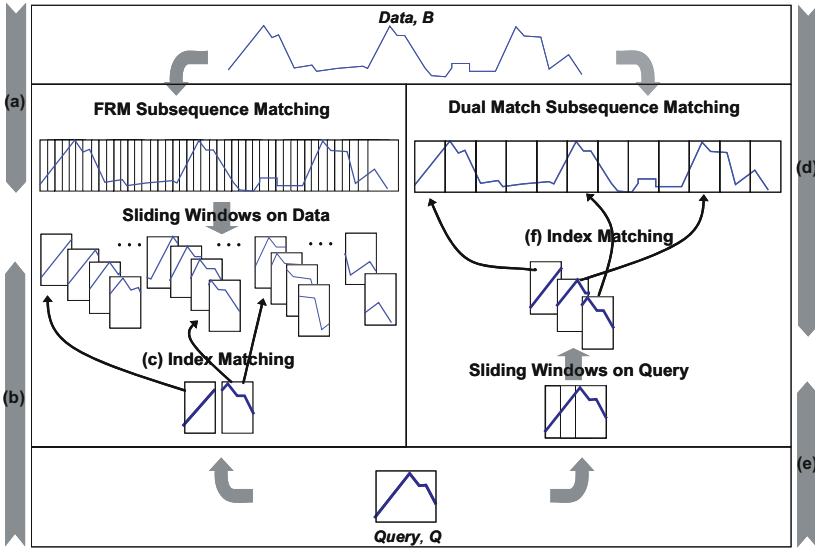 Data, B
(a)
FRM Subsequence Matching
Dual Match Subsequence Matching
(d)
Sliding Windows on Data
...
...
...
(f) Index Matching
(c) Index Matching
Sliding Windows on Query
(b)
(e)
Query, Q